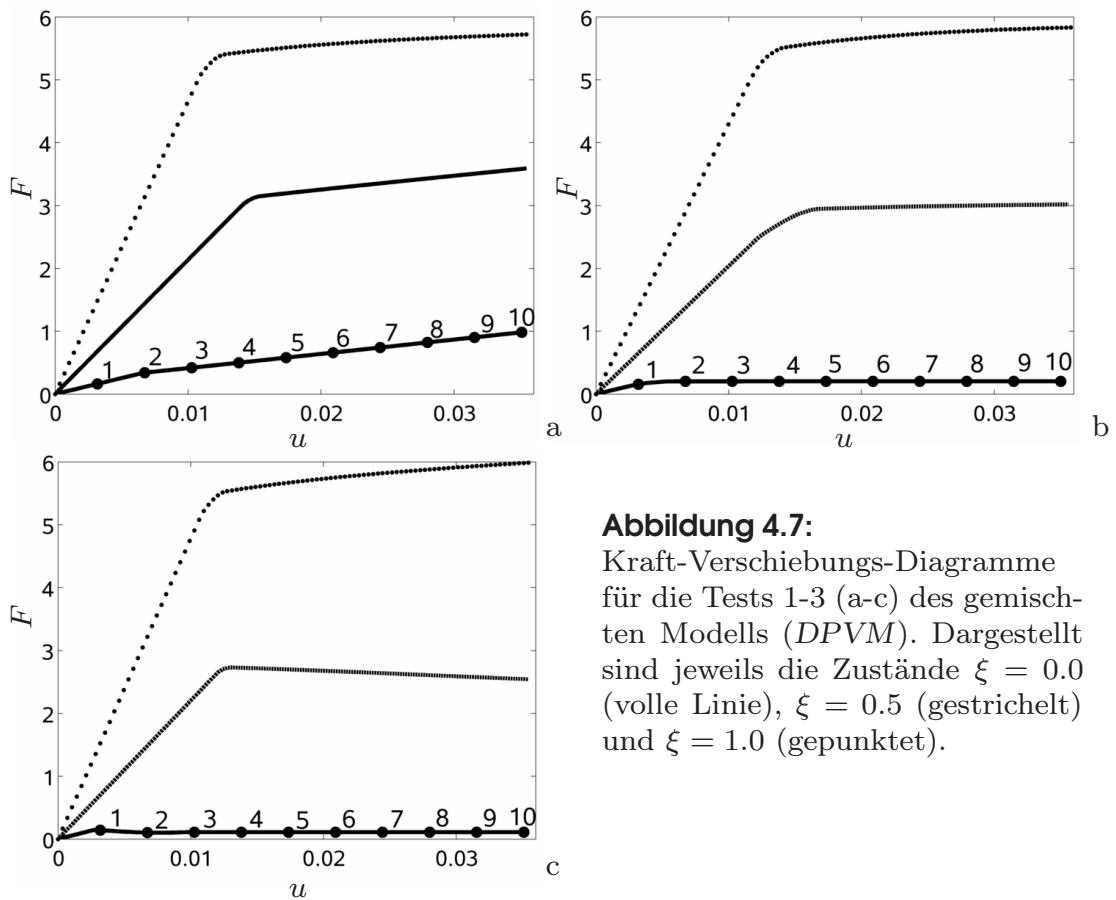 6
5
4
3
2
1
0
F
0 0.01 0.02 0.03
u
1 2 3 4 5 6 7 8 9 10
a
6
5
4
3
2
1
0
F
0 0.01 0.02 0.03
u
1 2 3 4 5 6 7 8 9 10
b
6
5
4
3
2
1
0
F
0 0.01 0.02 0.03
u
1 2 3 4 5 6 7 8 9 10
c
Abbildung 4.7:
Kraft-Verschiebungs-Diagramme
für die Tests 1-3 (a-c) des gemisch-
ten Modells (DPVM). Dargestellt
sind jeweils die Zustände ξ = 0.0
(volle Linie), ξ = 0.5 (gestrichelt)
und ξ = 1.0 (gepunktet).